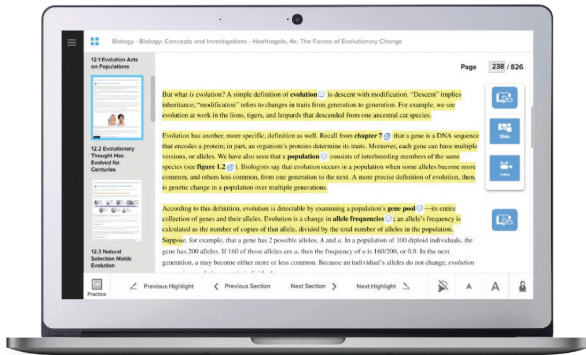 Biology - Biology: Concepts and Investigations - Hoefnagels, 4e, The Forces of Evolutionary Change
12.1 Evolution Acts
on Populations
12.2 Evolutionary
Thought Has
Evolved for
Centuries
12.3 Natural
Selection Molds
Evolution
Page 238 / 826
But what is evolution? A simple definition of evolution is descent with modification. "Descent" implies
inheritance; "modification" refers to changes in traits from generation to generation. For example, we see
evolution at work in the lions, tigers, and leopards that descended from one ancestral cat species.
Evolution has another, more specific, definition as well. Recall from chapter 7 that a gene is a DNA sequence
that encodes a protein; in part, an organism's proteins determine its traits. Moreover, each gene can have multiple
versions, or alleles. We have also seen that a population consists of interbreeding members of the same
species (see figure 1.2). Biologists say that evolution occurs in a population when some alleles become more
common, and others less common, from one generation to the next. A more precise definition of evolution, then,
is genetic change in a population over multiple generations.
According to this definition, evolution is detectable by examining a population's gene pool—its entire
collection of genes and their alleles. Evolution is a change in allele frequencies; an allele's frequency is
calculated as the number of copies of that allele, divided by the total number of alleles in the population.
Suppose, for example, that a gene has 2 possible alleles, A and a. In a population of 100 diploid individuals, the
gene has 200 alleles. If 160 of those alleles are a, then the frequency of a is 160/200, or 0.8. In the next
generation, a may become either more or less common. Because an individual's alleles do not change, evolution
Slide
Practice
Previous Highlight
Previous Section
Next Section
Next Highlight
A
A